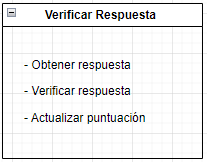 Verificar Respuesta
- Obtener respuesta
- Verificar respuesta
- Actualizar puntuación